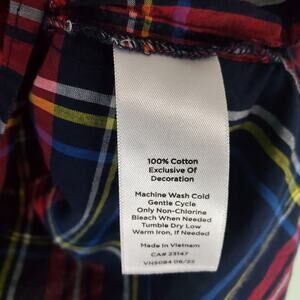 100% Cotton
Exclusive Of
Decoration
Machine Wash Cold
Gentle Cycle
Only Non-Chlorine
Bleach When Needed
Tumble Dry Low
Warm Iron, If Needed
Made in Vietnam
CA# 23147
VNS084 06/22